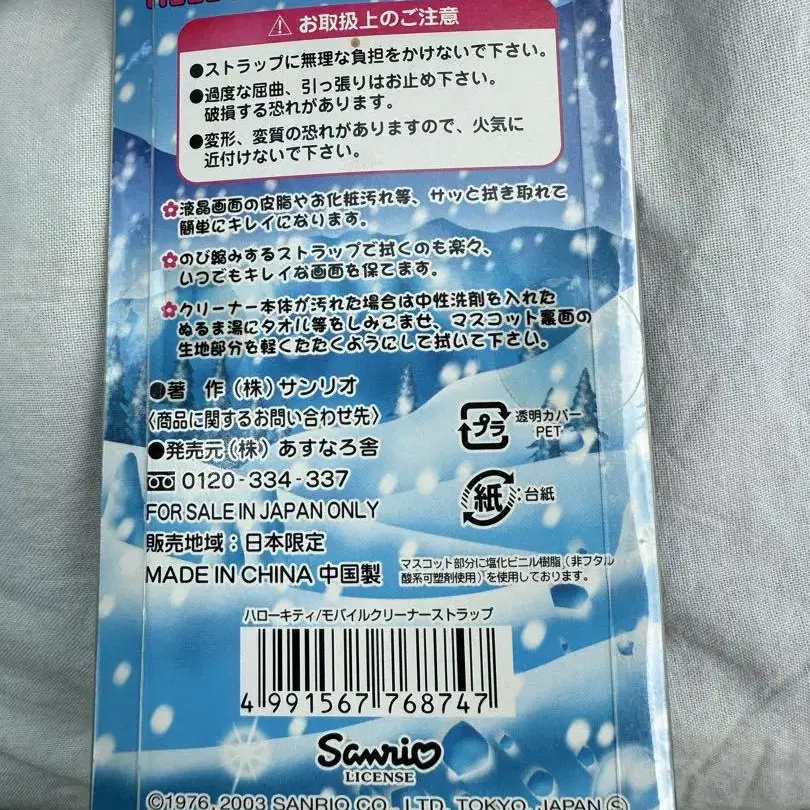 ⚠ お取扱上のご注意
●ストラップに無理な負担をかけないで下さい。
●過度な屈曲、引っ張りはお止め下さい。
破損する恐れがあります。
●変形、変質の恐れがありますので、火気に
近付けないで下さい。
✿液晶画面の皮脂やお化粧汚れ等、サッと拭き取れて
簡単にキレイになります。
✿のび縮みするストラップで拭くのも楽々、
いつでもキレイな画面を保てます。
✿クリーナー本体が汚れた場合は中性洗剤を入れた
ぬるま湯にタオル等をしみこませ、マスコット裏面の
生地部分を軽くたたくようにして拭いて下さい。
●著 作(株)サンリオ
〈商品に関するお問い合わせ先〉
●発売元(株)あすなろ舎
0120-334-337
FOR SALE IN JAPAN ONLY
販売地域:日本限定
MADE IN CHINA 中国製
プラ 透明カバー
PET
紙 :台紙
マスコット部分に塩化ビニル樹脂(非フタル
酸系可塑剤使用)を使用しております。
ハローキティ/モバイルクリーナーストラップ
4 991567 768747
Sanrio
LICENSE
©1976, 2003 SANRIO CO., LTD. TOKYO, JAPAN Ⓢ